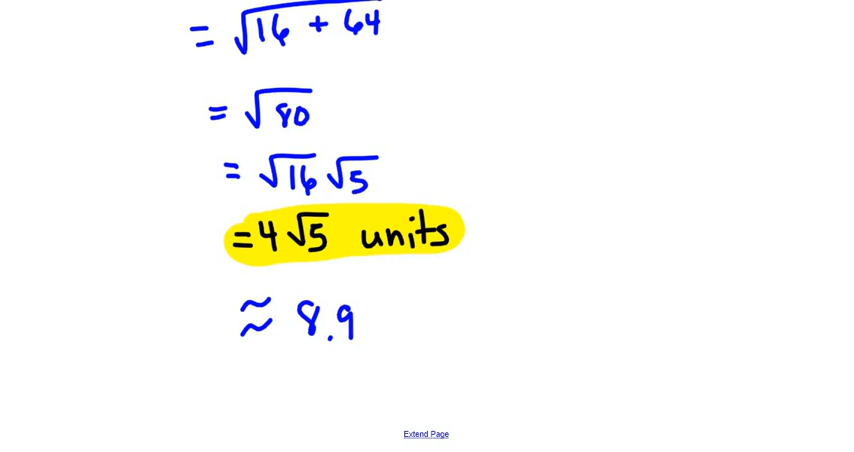 = √16 + 64
= √80
= √16 √5
= 4 √5 units
≈ 8.9
Extend Page